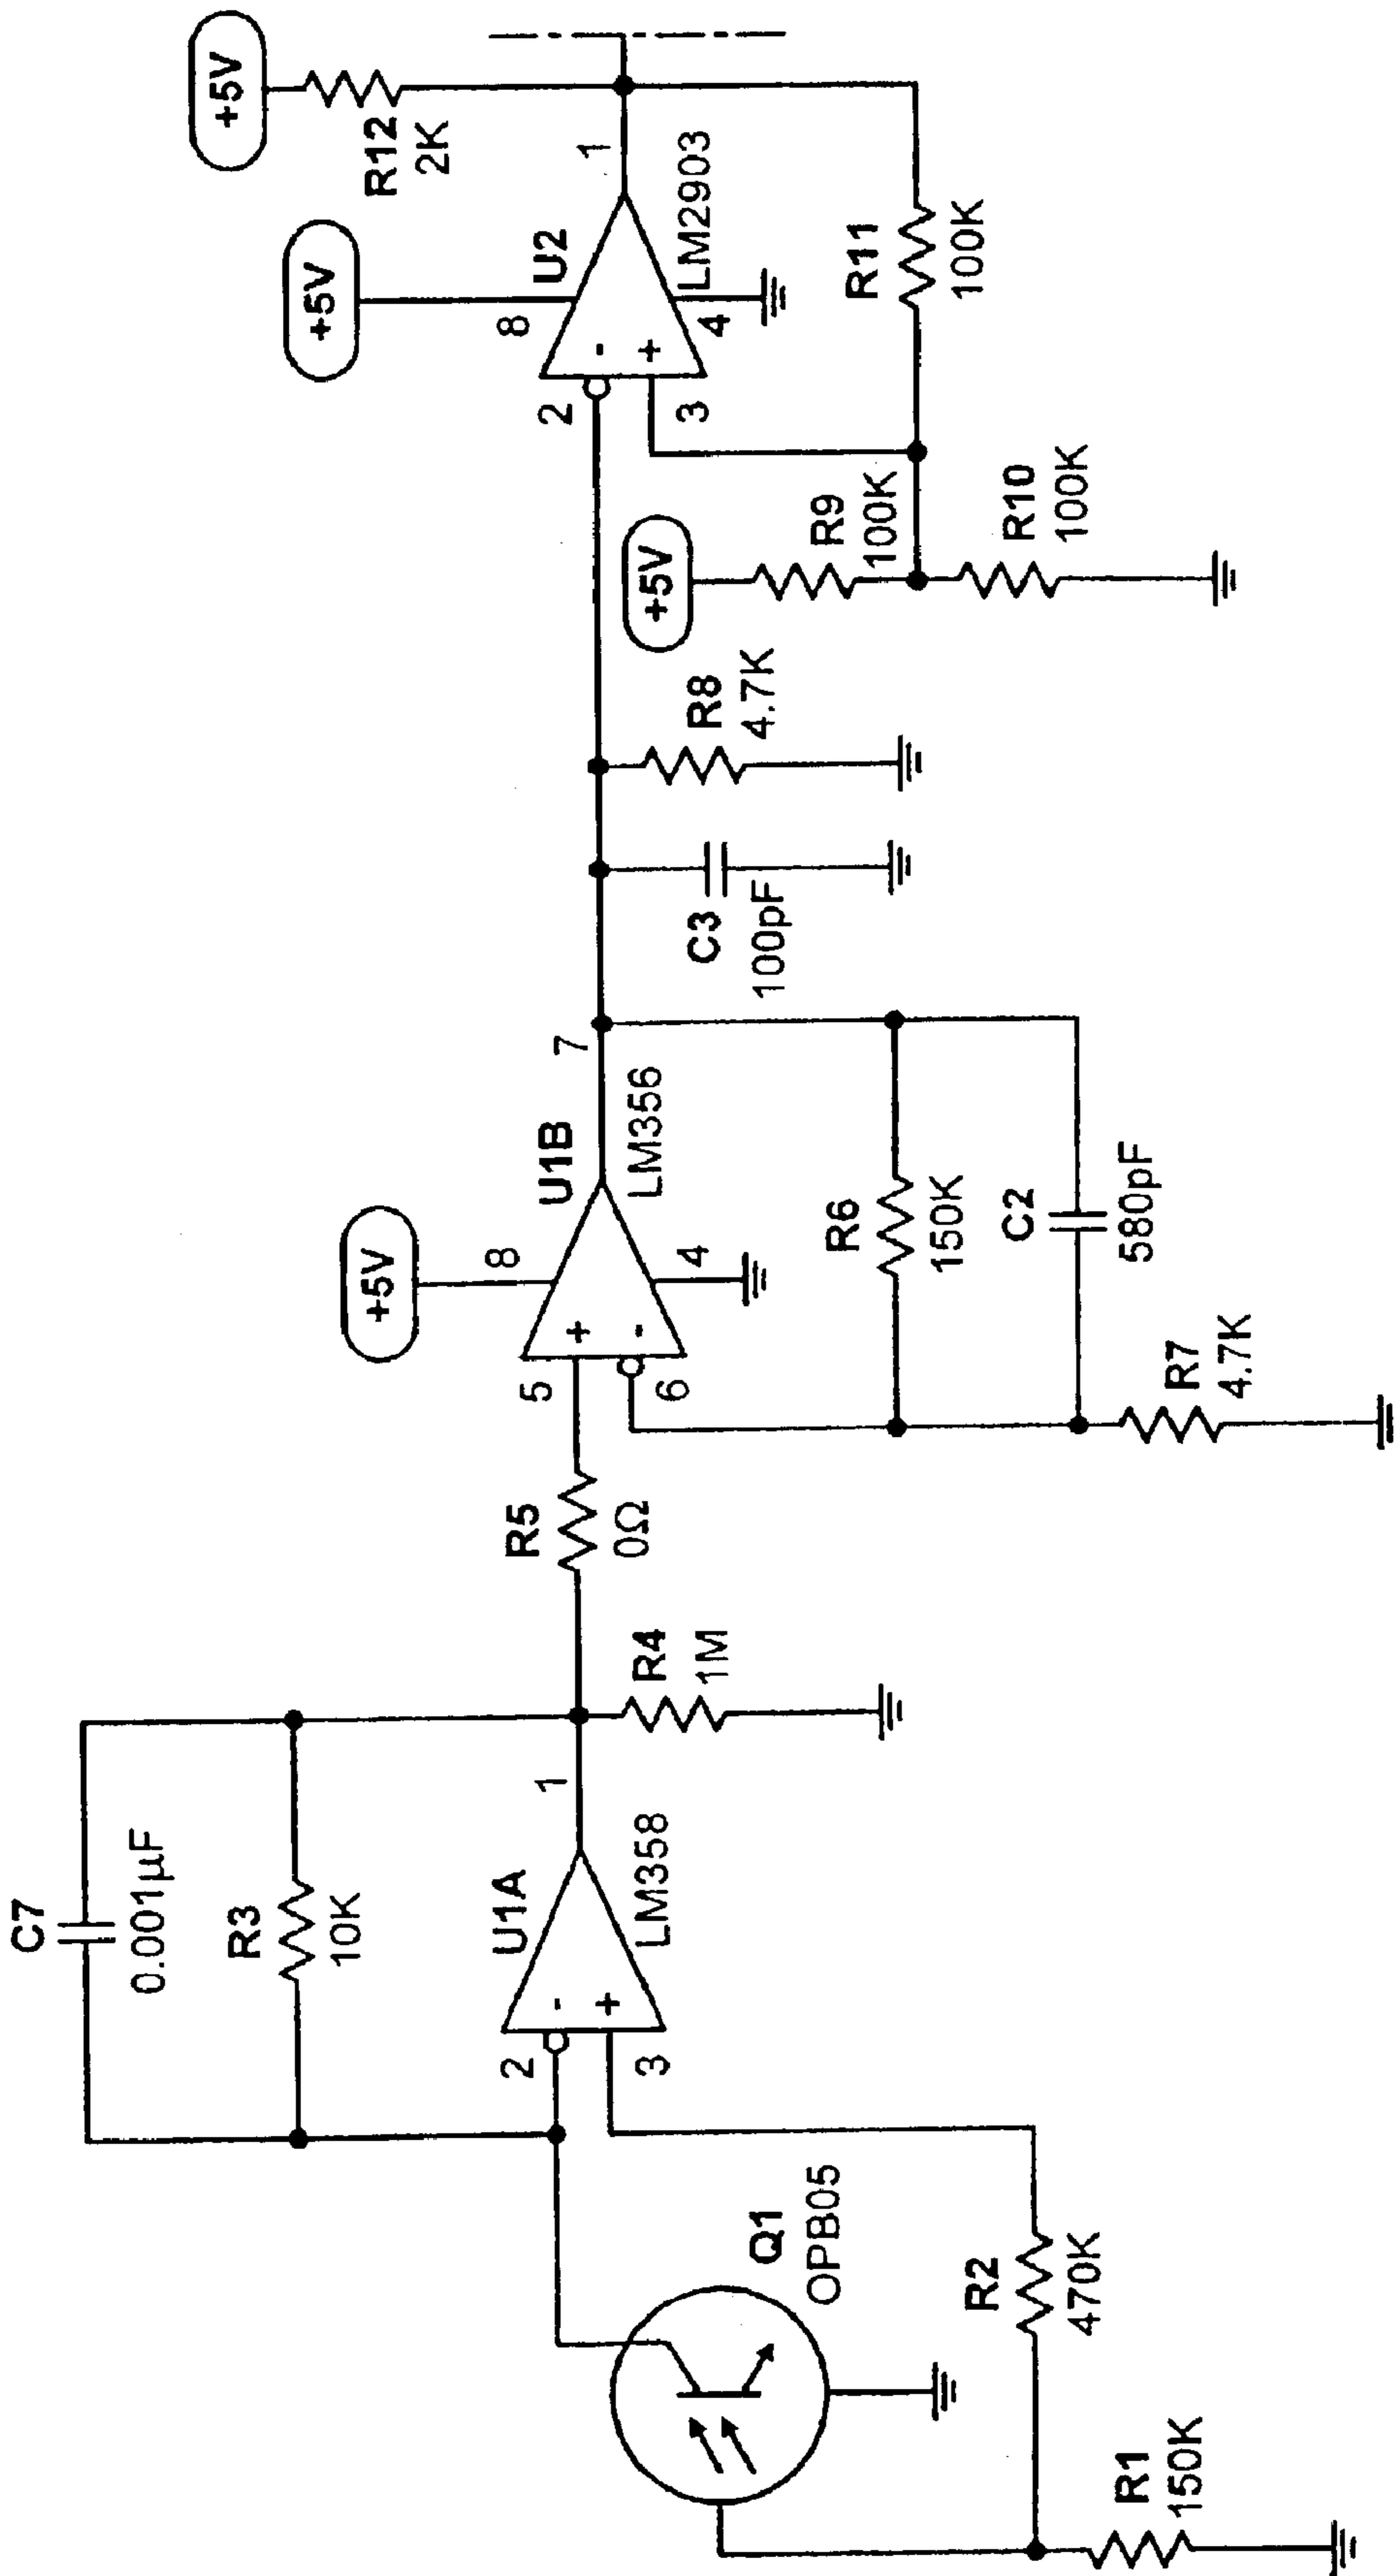 C7
0.001μF
R3
10K
2
-
+
3
U1A
LM358
1
Q1
OPB05
R1
150K
R2
470K
R4
1M
R5
0Ω
+5V
8
5
+
-
6
4
U1B
LM356
7
R6
150K
C2
580pF
R7
4.7K
C3
100pF
R8
4.7K
+5V
R9
100K
R10
100K
+5V
8
2
-
+
3
4
U2
LM2903
1
R11
100K
+5V
R12
2K